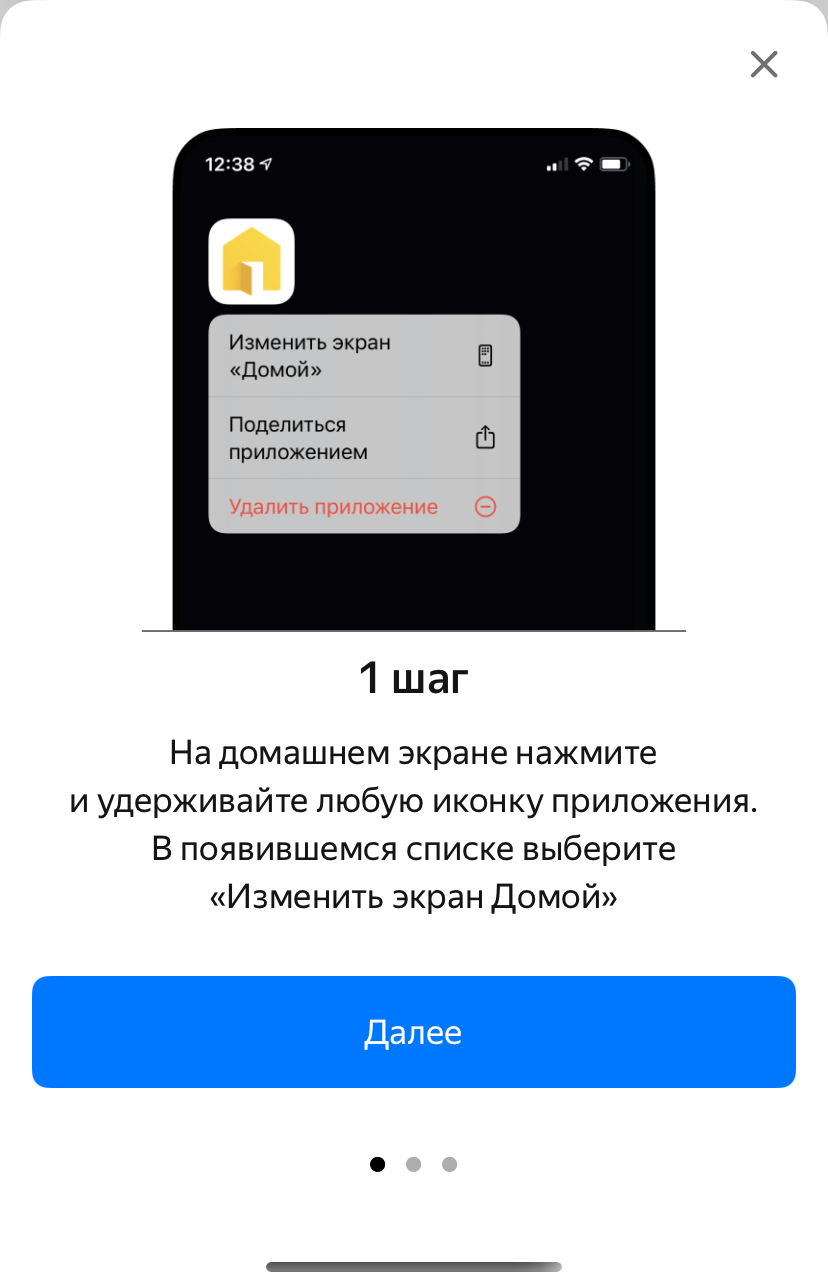 12:38
Изменить экран
«Домой»
Поделиться
приложением
Удалить приложение
1 шаг
На домашнем экране нажмите
и удерживайте любую иконку приложения.
В появившемся списке выберите
«Изменить экран Домой»
Далее